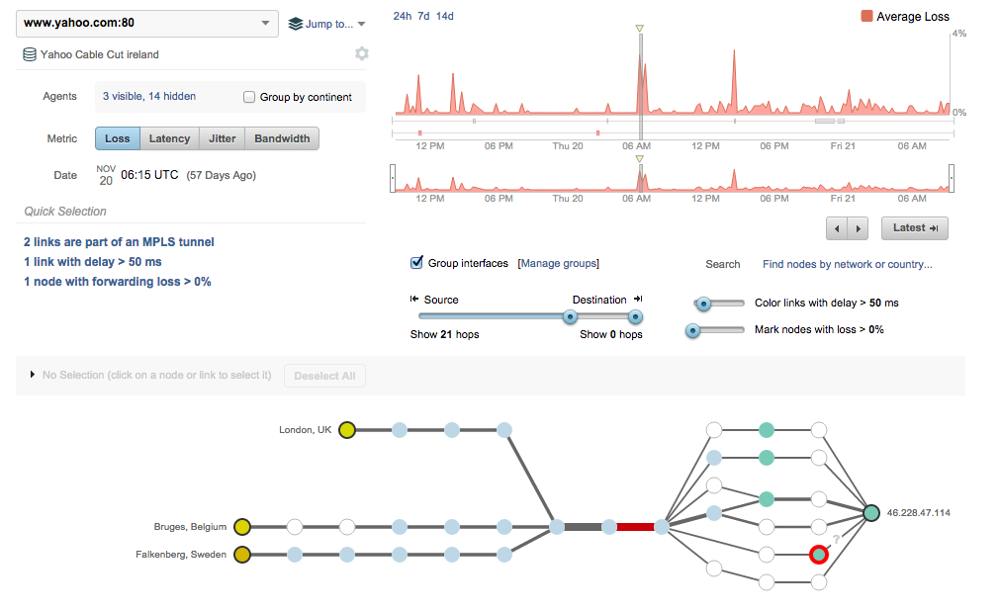 www.yahoo.com:80
Jump to...
Yahoo Cable Cut ireland
Agents
3 visible, 14 hidden
Group by continent
Metric
Loss
Latency
Jitter
Bandwidth
Date
NOV 20
06:15 UTC (57 Days Ago)
Quick Selection
2 links are part of an MPLS tunnel
1 link with delay > 50 ms
1 node with forwarding loss > 0%
24h 7d 14d
Average Loss
4%
0%
12 PM 06 PM Thu 20 06 AM 12 PM 06 PM Fri 21 06 AM
12 PM 06 PM Thu 20 06 AM 12 PM 06 PM Fri 21 06 AM
Latest
Group interfaces [Manage groups]
Search
Find nodes by network or country...
Source
Destination
Show 21 hops
Show 0 hops
Color links with delay > 50 ms
Mark nodes with loss > 0%
No Selection (click on a node or link to select it)
Deselect All
London, UK
Bruges, Belgium
Falkenberg, Sweden
46.228.47.114
?